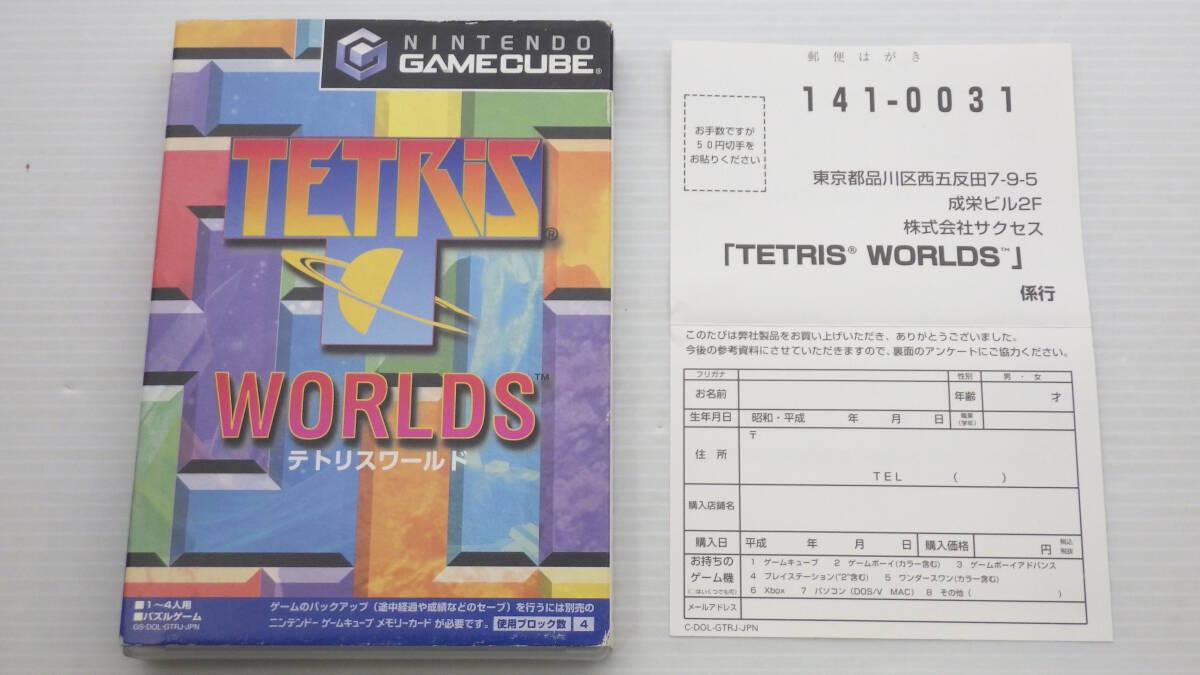 NINTENDO
GAMECUBE®
TETRiS®
WORLDS™
テトリスワールド
■1〜4人用
■パズルゲーム
GS-DOL-GTRJ-JPN
ゲームのバックアップ（途中経過や成績などのセーブ）を行うには別売の
ニンテンドー ゲームキューブ メモリーカード が必要です。 使用ブロック数 4
郵便はがき
141-0031
お手数ですが
50円切手を
お貼りください
東京都品川区西五反田7-9-5
成栄ビル2F
株式会社サクセス
「TETRIS® WORLDS™」
係行
このたびは弊社製品をお買い上げいただき、ありがとうございました。
今後の参考資料にさせていただきますので、裏面のアンケートにご協力ください。
フリガナ 性別 男・女
お名前 年齢 才
生年月日 昭和・平成 年 月 日 職業（学年）
〒
住所
TEL （ ）
購入店舗名
購入日 平成 年 月 日 購入価格 円 税込 税抜
お持ちの 1 ゲームキューブ 2 ゲームボーイ(カラー含む) 3 ゲームボーイアドバンス
ゲーム機 4 プレイステーション("2"含む) 5 ワンダースワン(カラー含む)
6 Xbox 7 パソコン（DOS/V MAC） 8 その他（ ）
メールアドレス
C-DOL-GTRJ-JPN